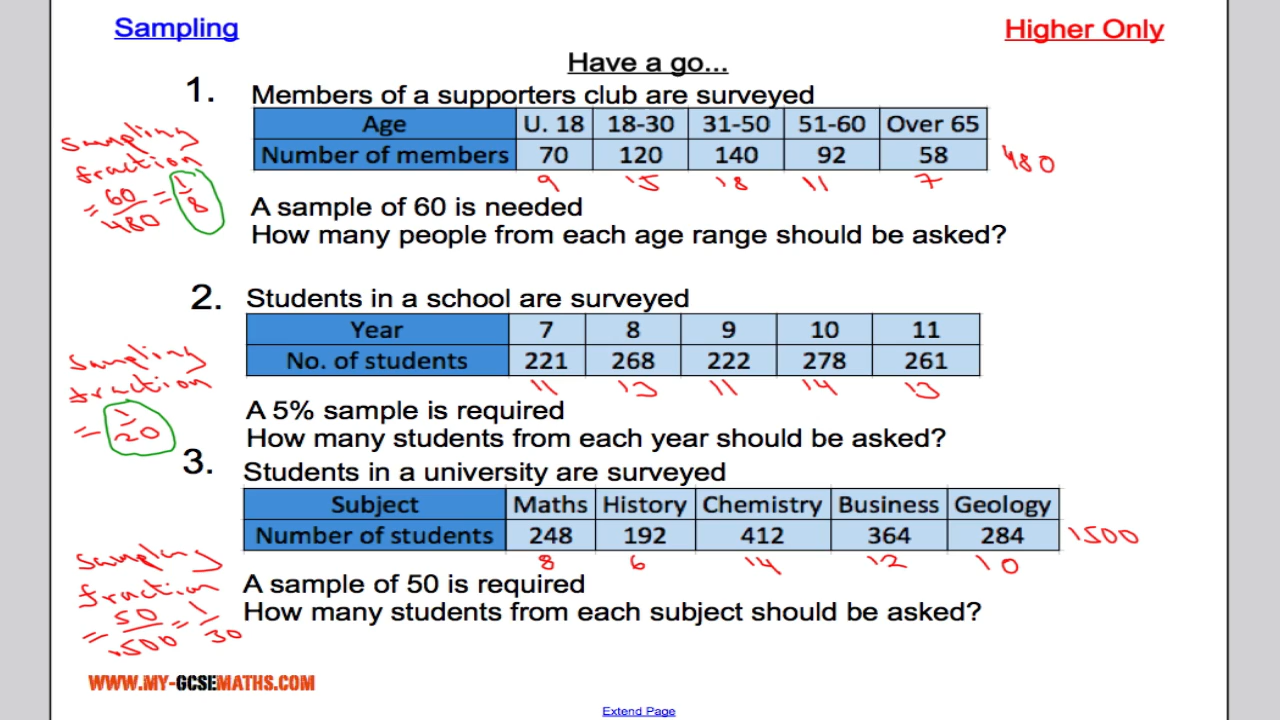 Sampling
Higher Only
Have a go...
1. Members of a supporters club are surveyed
Age U. 18 18-30 31-50 51-60 Over 65
Number of members 70 120 140 92 58 480
9 15 18 11 7
Sampling
fraction
= 60/480 = 1/8
A sample of 60 is needed
How many people from each age range should be asked?
2. Students in a school are surveyed
Year 7 8 9 10 11
No. of students 221 268 222 278 261
11 13 11 14 13
Sampling
fraction
= 1/20
A 5% sample is required
How many students from each year should be asked?
3. Students in a university are surveyed
Subject Maths History Chemistry Business Geology
Number of students 248 192 412 364 284 1500
8 6 14 12 10
Sampling
fraction
= 50/1500 = 1/30
A sample of 50 is required
How many students from each subject should be asked?
WWW.MY-GCSEMATHS.COM
Extend Page